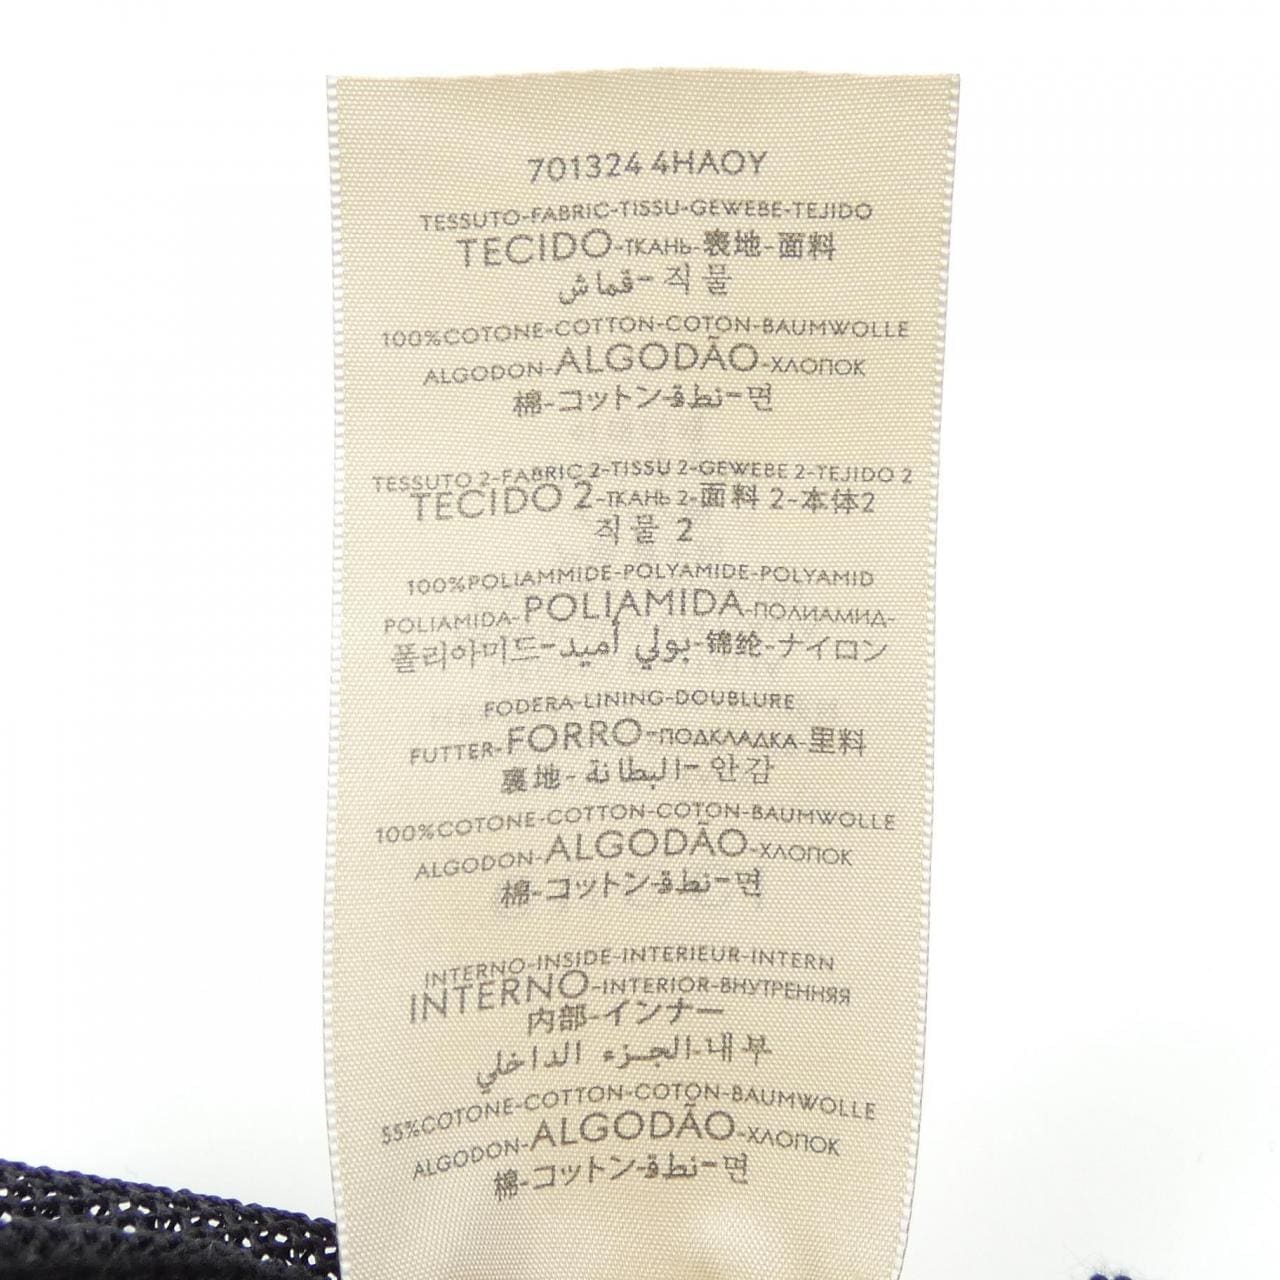 701324 4HAOY
TESSUTO-FABRIC-TISSU-GEWEBE-TEJIDO
TECIDO-ТКАНЬ-表地-面料
قماش-직물
100%COTONE-COTTON-COTON-BAUMWOLLE
ALGODON-ALGODÃO-ХЛОПОК
棉-コットン-نطق-면
TESSUTO 2-FABRIC 2-TISSU 2-GEWEBE 2-TEJIDO 2
TECIDO 2-ТКАНЬ 2-面料 2-本体2
직물 2
100%POLIAMMIDE-POLYAMIDE-POLYAMID
POLIAMIDA-POLIAMIDA-ПОЛИАМИД-
폴리아미드-بولي أميد-锦纶-ナイロン
FODERA-LINING-DOUBLURE
FUTTER-FORRO-ПОДКЛАДКА-里料
裏地-البطانة-안감
100%COTONE-COTTON-COTON-BAUMWOLLE
ALGODON-ALGODÃO-ХЛОПОК
棉-コットン-نطق-면
INTERNO-INSIDE-INTERIEUR-INTERN
INTERNO-INTERIOR-ВНУТРЕННЯЯ
内部-インナー
الجزء الداخلي-내부
55%COTONE-COTTON-COTON-BAUMWOLLE
ALGODON-ALGODÃO-ХЛОПОК
棉-コットン-نطق-면